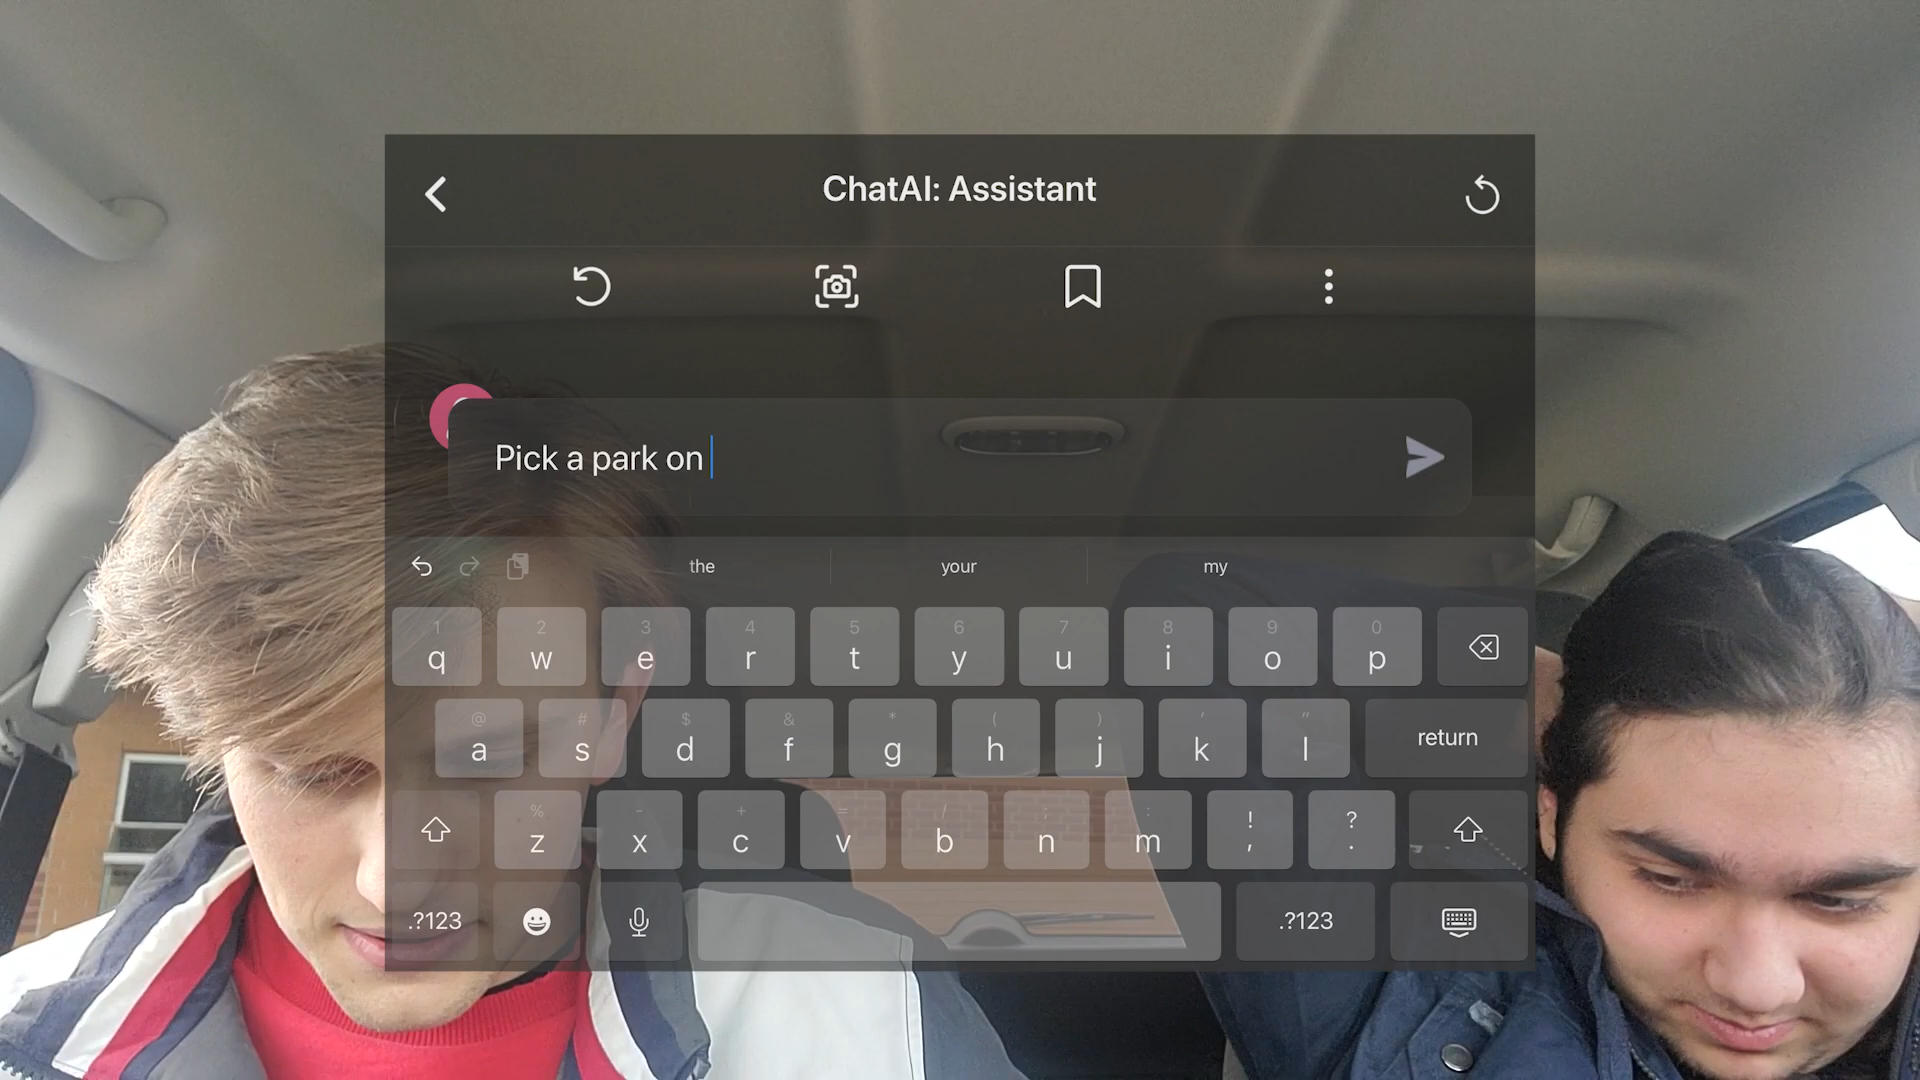 ChatAI: Assistant
Pick a park on
the your my
1 2 3 4 5 6 7 8 9 0
q w e r t y u i o p
@ # $ & * ( ) ' "
a s d f g h j k l return
% - + = / ; : ! ?
z x c v b n m , .
.?123 .?123